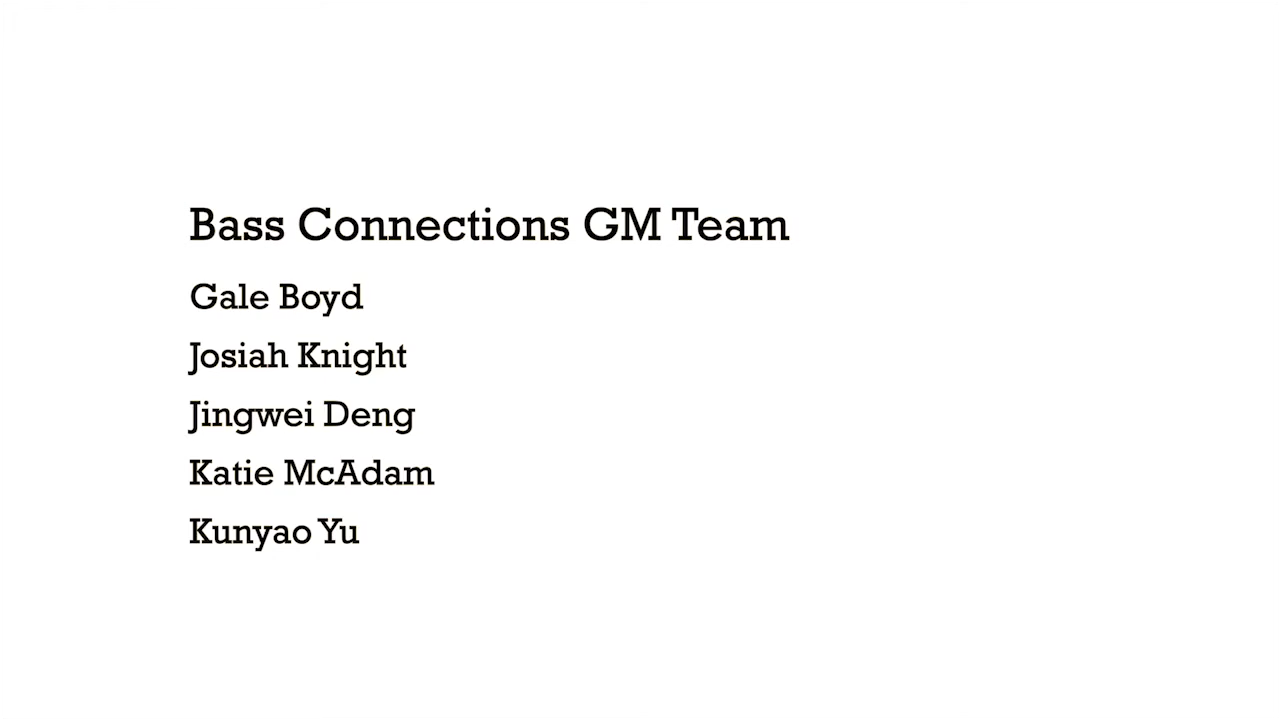 Bass Connections GM Team
Gale Boyd
Josiah Knight
Jingwei Deng
Katie McAdam
Kunyao Yu